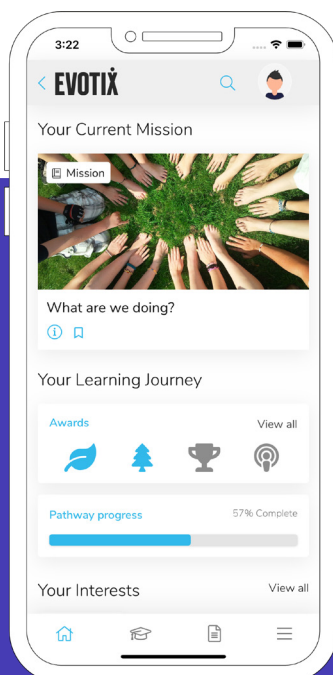 3:22
EVOTIX
Your Current Mission
Mission
What are we doing?
Your Learning Journey
Awards
View all
Pathway progress
57% Complete
Your Interests
View all